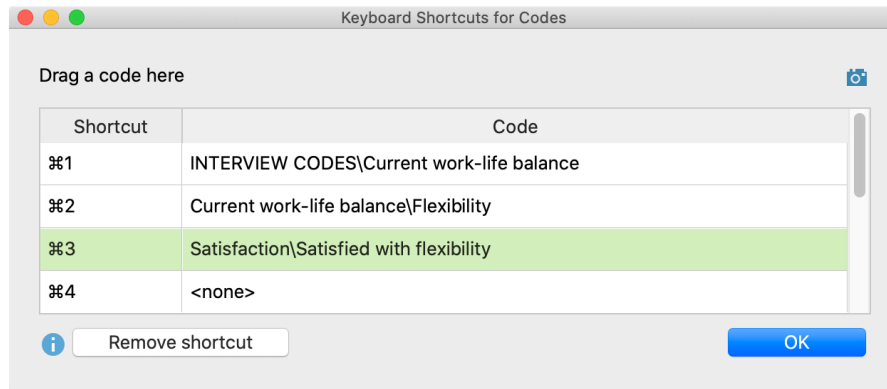 Keyboard Shortcuts for Codes
Drag a code here
Shortcut Code
⌘1 INTERVIEW CODES\Current work-life balance
⌘2 Current work-life balance\Flexibility
⌘3 Satisfaction\Satisfied with flexibility
⌘4 <none>
Remove shortcut OK